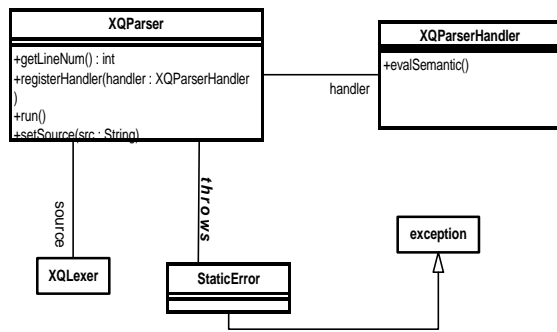 XQParser
+getLineNum() : int
+registerHandler(handler : XQParserHandler
)
+run()
+setSource(src : String)
XQParserHandler
+evalSemantic()
handler
source
throws
exception
XQLexer
StaticError